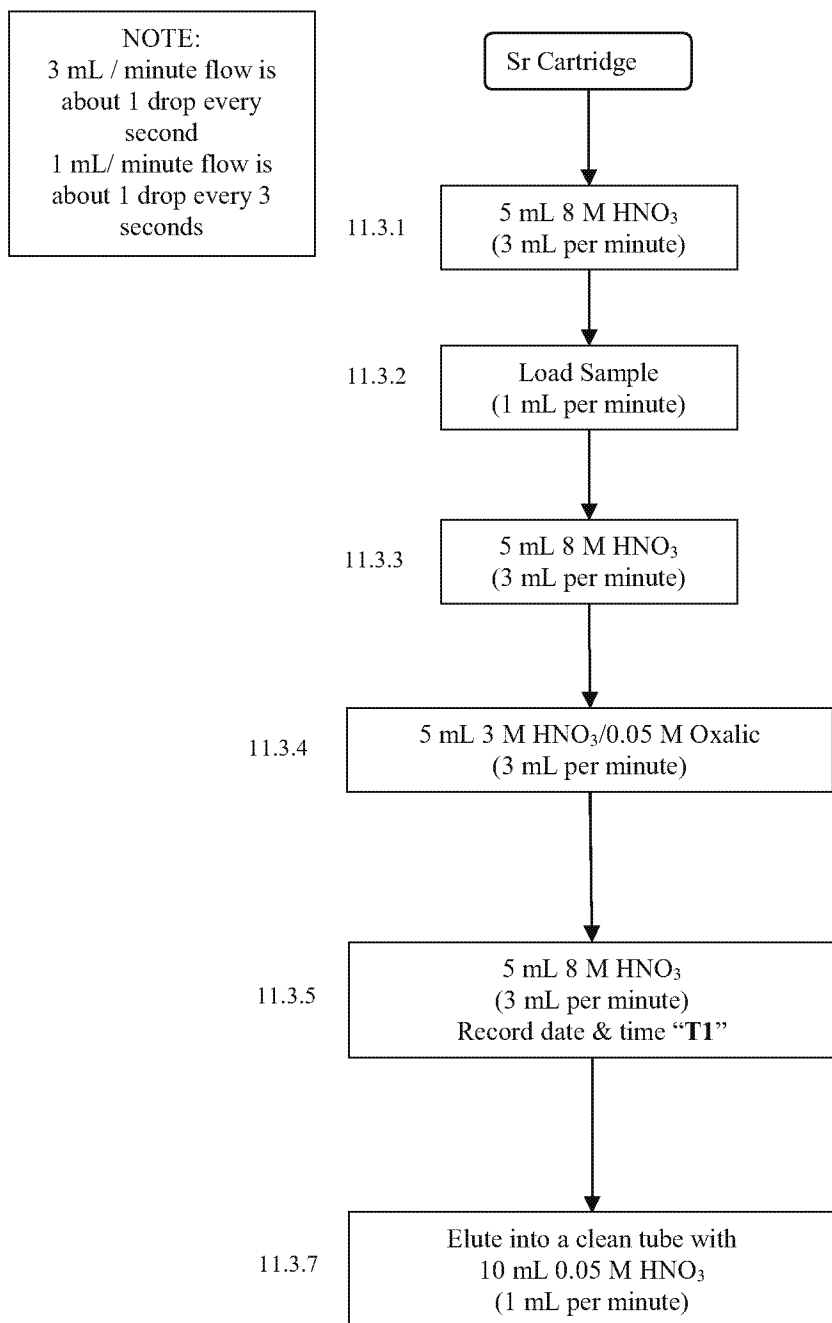 NOTE:
3 mL / minute flow is
about 1 drop every
second
1 mL/ minute flow is
about 1 drop every 3
seconds
Sr Cartridge
11.3.1
5 mL 8 M HNO₃
(3 mL per minute)
11.3.2
Load Sample
(1 mL per minute)
11.3.3
5 mL 8 M HNO₃
(3 mL per minute)
11.3.4
5 mL 3 M HNO₃/0.05 M Oxalic
(3 mL per minute)
11.3.5
5 mL 8 M HNO₃
(3 mL per minute)
Record date & time “T1”
11.3.7
Elute into a clean tube with
10 mL 0.05 M HNO₃
(1 mL per minute)